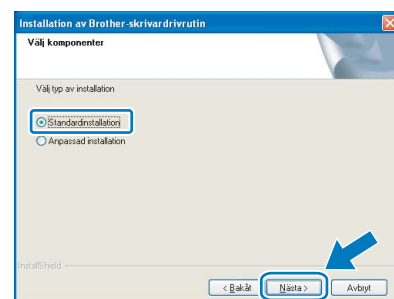 Installation av Brother-skrivardrivrutin
Välj komponenter
Välj typ av installation
Standardinstallation
Anpassad installation
InstallShield
< Bakåt Nästa > Avbryt